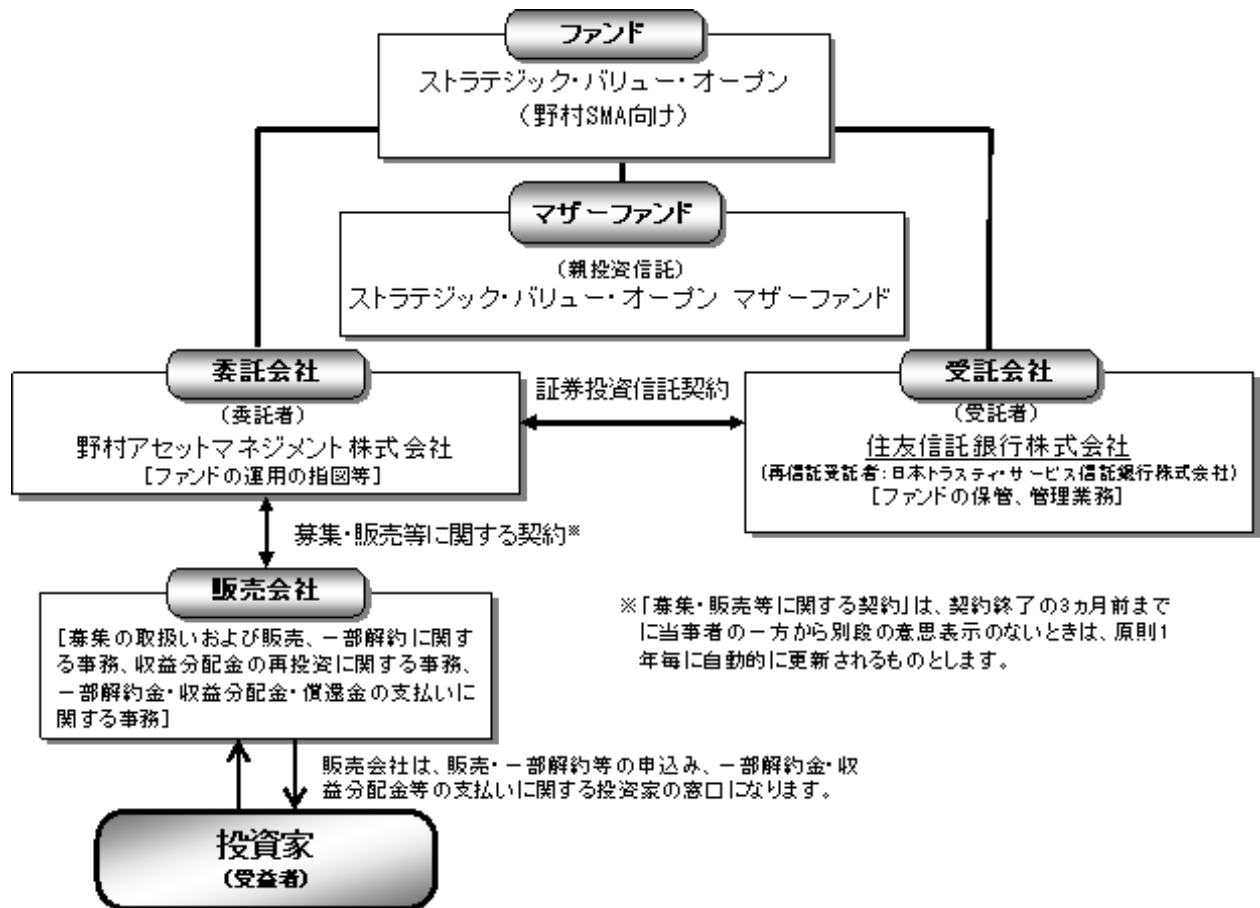 ファンド
ストラテジック・バリュー・オープン
(野村SMA向け)
マザーファンド
(親投資信託)
ストラテジック・バリュー・オープン マザーファンド
委託会社
(委託者)
野村アセットマネジメント株式会社
[ファンドの運用の指図等]
証券投資信託契約
受託会社
(受託者)
住友信託銀行株式会社
(再信託受託者:日本トラスティ・サービス信託銀行株式会社)
[ファンドの保管、管理業務]
募集・販売等に関する契約※
販売会社
[募集の取扱いおよび販売、一部解約に関す
る事務、収益分配金の再投資に関する事務、
一部解約金・収益分配金・償還金の支払いに
関する事務]
※「募集・販売等に関する契約」は、契約終了の3ヵ月前まで
に当事者の一方から別段の意思表示のないときは、原則1
年毎に自動的に更新されるものとします。
販売会社は、販売・一部解約等の申込み、一部解約金・収
益分配金等の支払いに関する投資家の窓口になります。
投資家
(受益者)